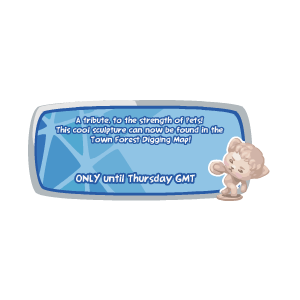 A tribute, to the strength of Pets!
This cool sculpture can now be found in the
Town Forest Digging Map!
ONLY until Thursday GMT